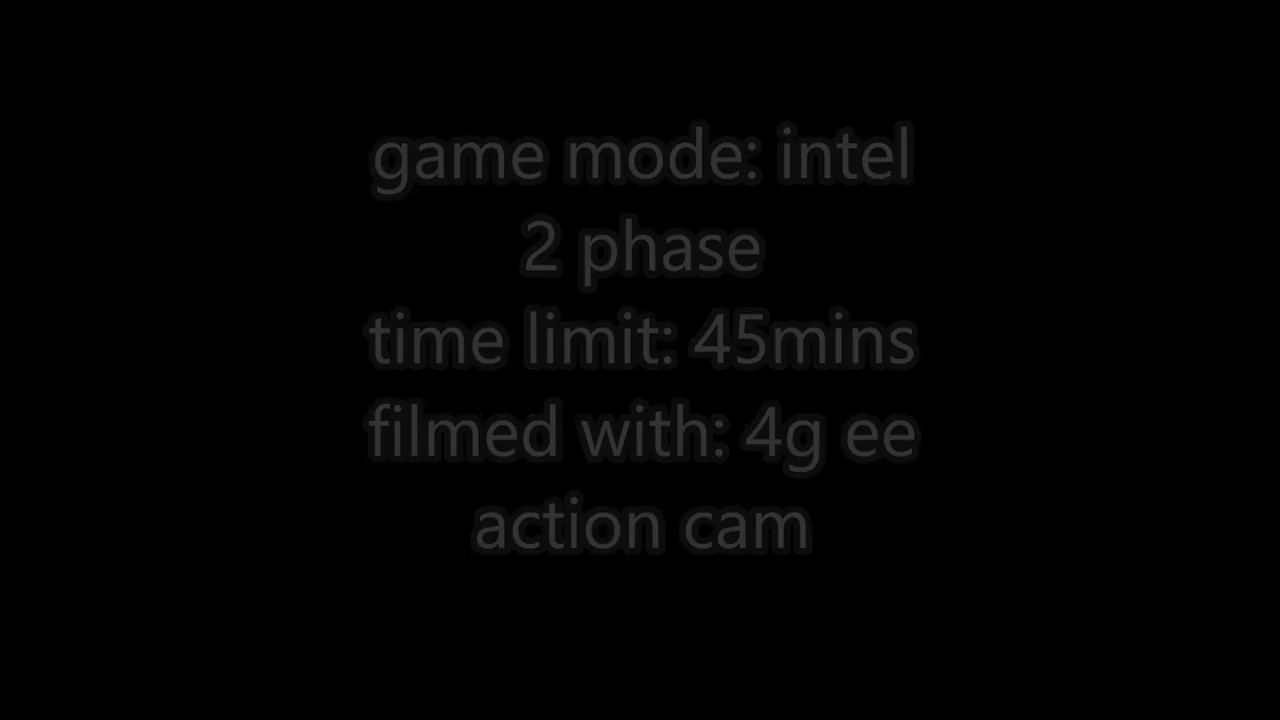 game mode: intel
2 phase
time limit: 45mins
filmed with: 4g ee
action cam